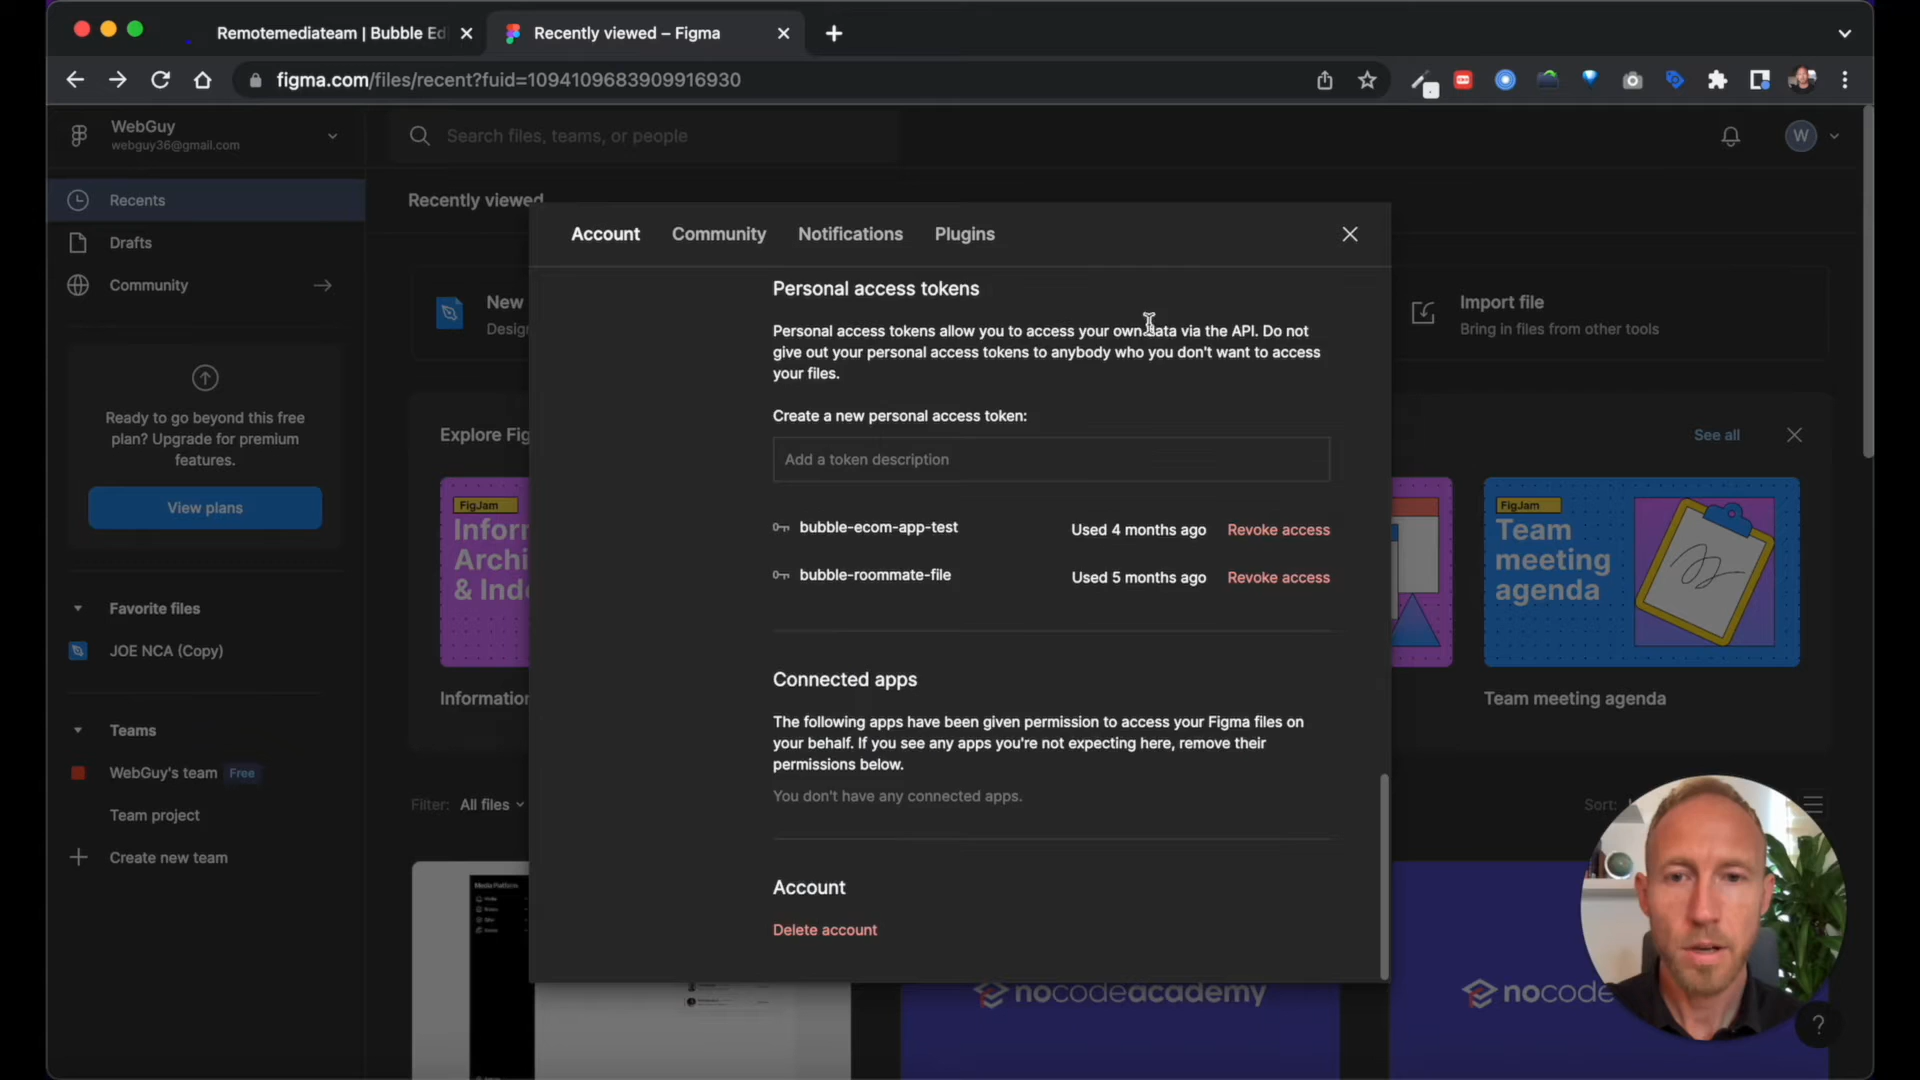 Remotemediateam | Bubble Ed
Recently viewed – Figma
figma.com/files/recent?fuid=1094109683909916930
WebGuy
webguy36@gmail.com
Search files, teams, or people
W
Recents
Drafts
Community
Ready to go beyond this free
plan? Upgrade for premium
features.
View plans
Favorite files
JOE NCA (Copy)
Teams
WebGuy's team Free
Team project
Create new team
Recently viewed
New
Desig
Import file
Bring in files from other tools
Explore Fig
See all
FigJam
Inform
Archi
& Inde
Information
FigJam
Team
meeting
agenda
Team meeting agenda
Filter: All files
Sort:
Account Community Notifications Plugins
Personal access tokens
Personal access tokens allow you to access your own data via the API. Do not
give out your personal access tokens to anybody who you don't want to access
your files.
Create a new personal access token:
Add a token description
bubble-ecom-app-test Used 4 months ago Revoke access
bubble-roommate-file Used 5 months ago Revoke access
Connected apps
The following apps have been given permission to access your Figma files on
your behalf. If you see any apps you're not expecting here, remove their
permissions below.
You don't have any connected apps.
Account
Delete account
Media Platform
nocodeacademy
nocode
?